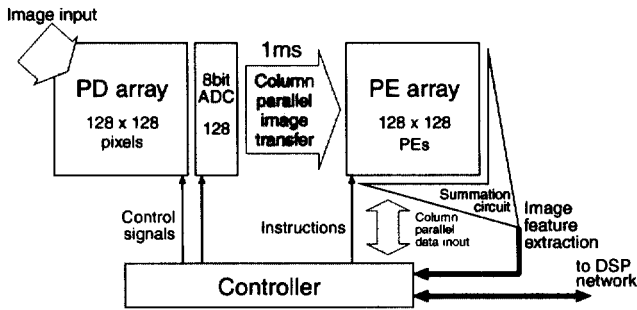 Image input
PD array
128 x 128
pixels
8bit
ADC
128
1ms
Column
parallel
image
transfer
PE array
128 x 128
PEs
Summation
circuit
Image
feature
extraction
Control
signals
Instructions
Column
parallel
data inout
to DSP
network
Controller